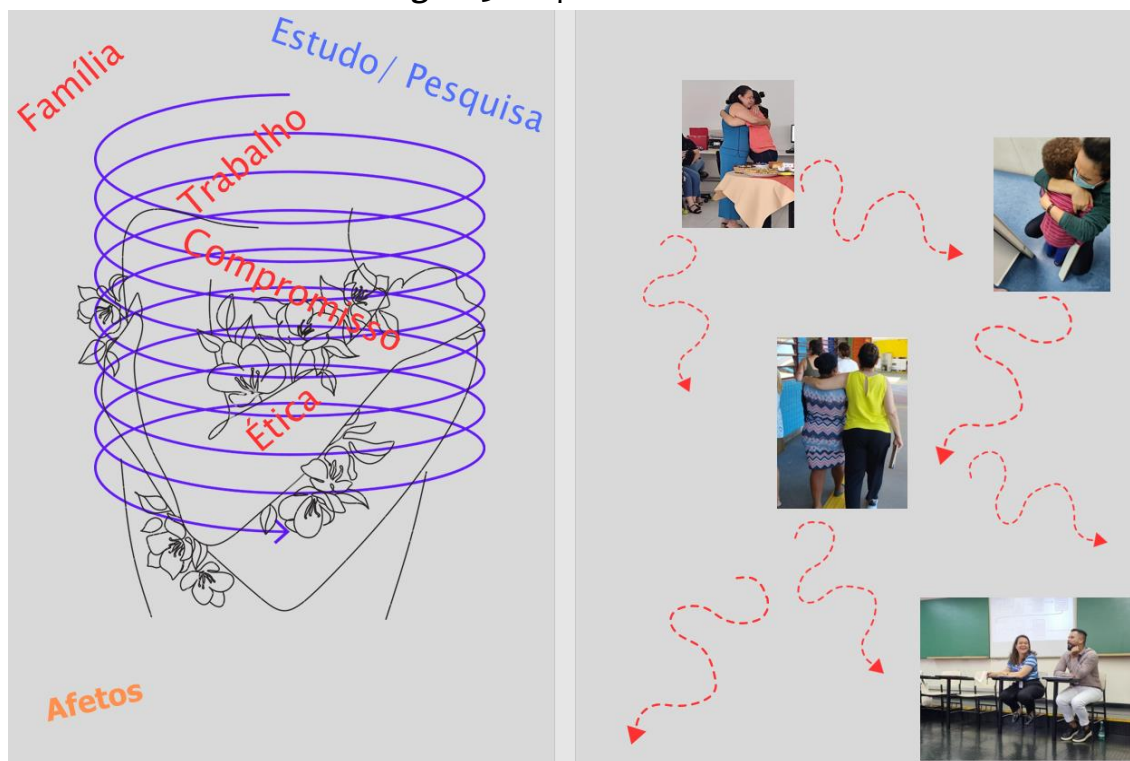 Família
Estudo/ Pesquisa
Trabalho
Compromisso
Ética
Afetos